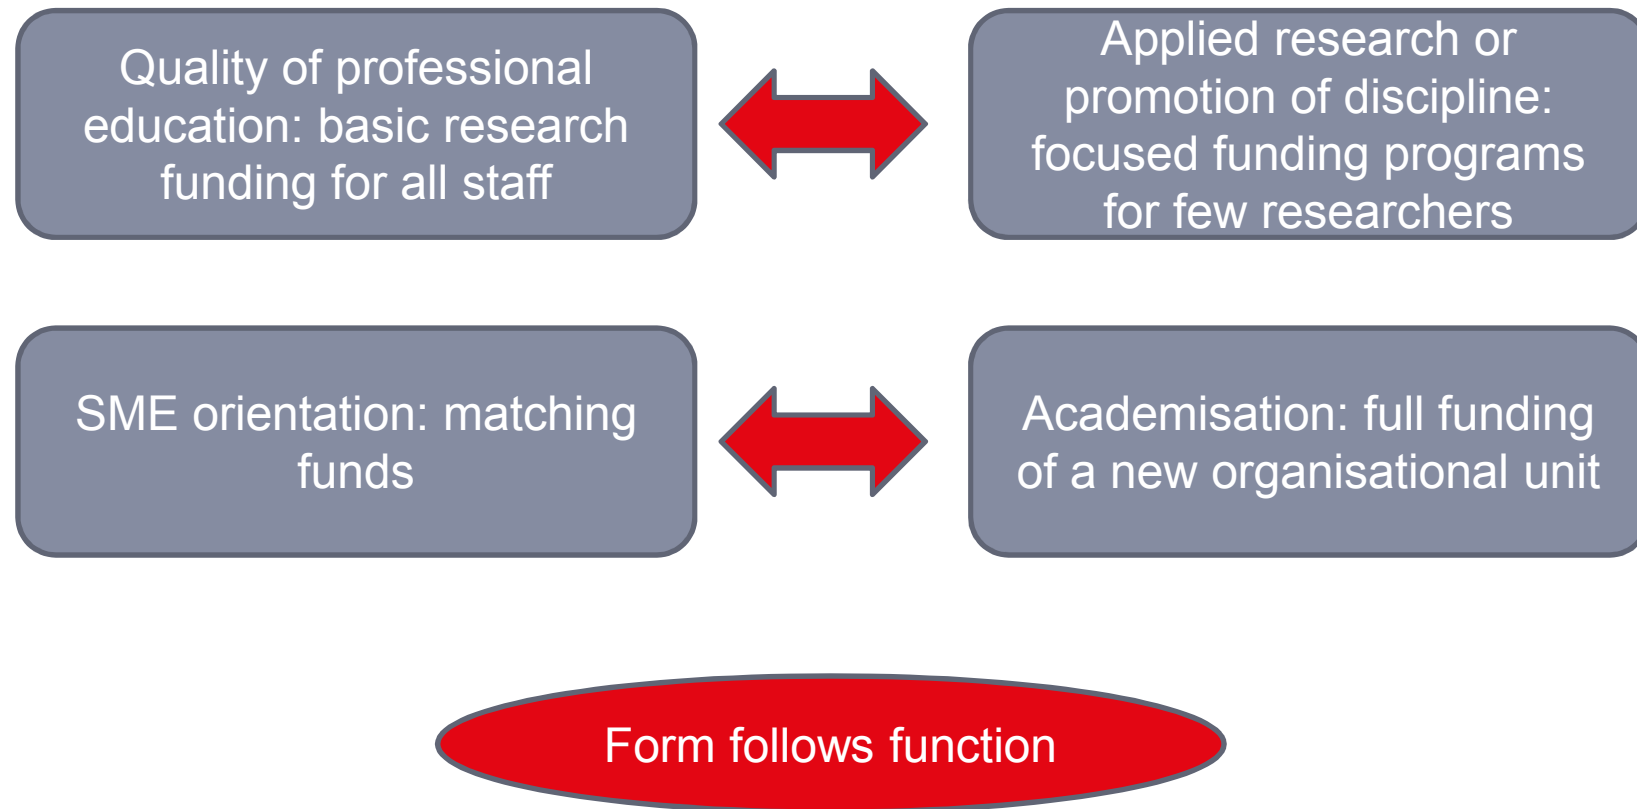 Quality of professional
education: basic research
funding for all staff
Applied research or
promotion of discipline:
focused funding programs
for few researchers
SME orientation: matching
funds
Academisation: full funding
of a new organisational unit
Form follows function